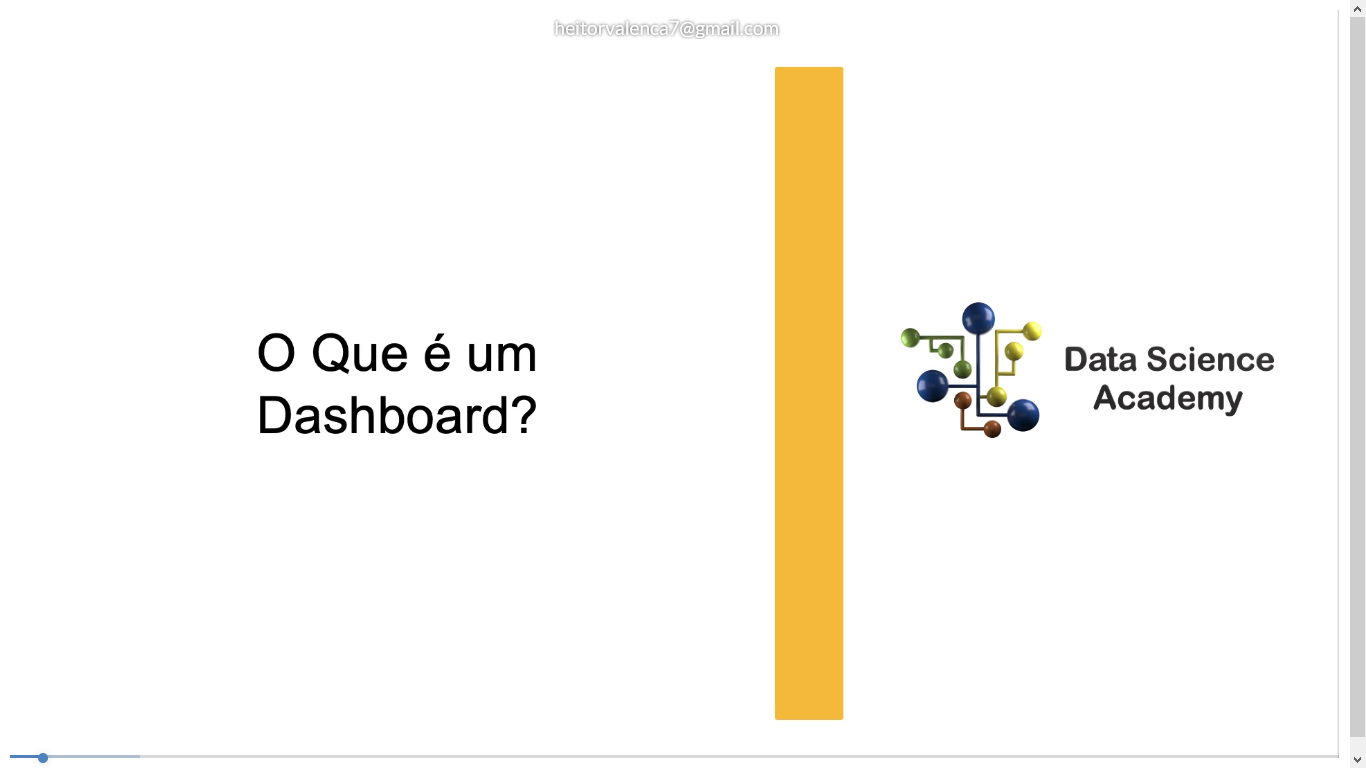 heitorvalenca7@gmail.com
O Que é um
Dashboard?
Data Science
Academy